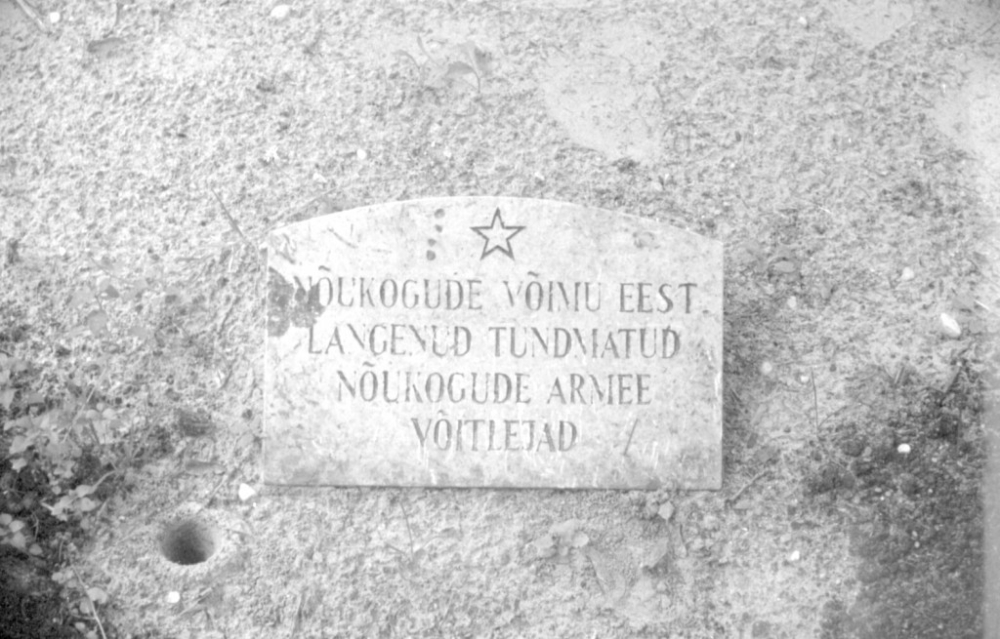 NÕUKOGUDE VÕIMU EEST
LANGENUD TUNDMATUD
NÕUKOGUDE ARMEE
VÕITLEJAD